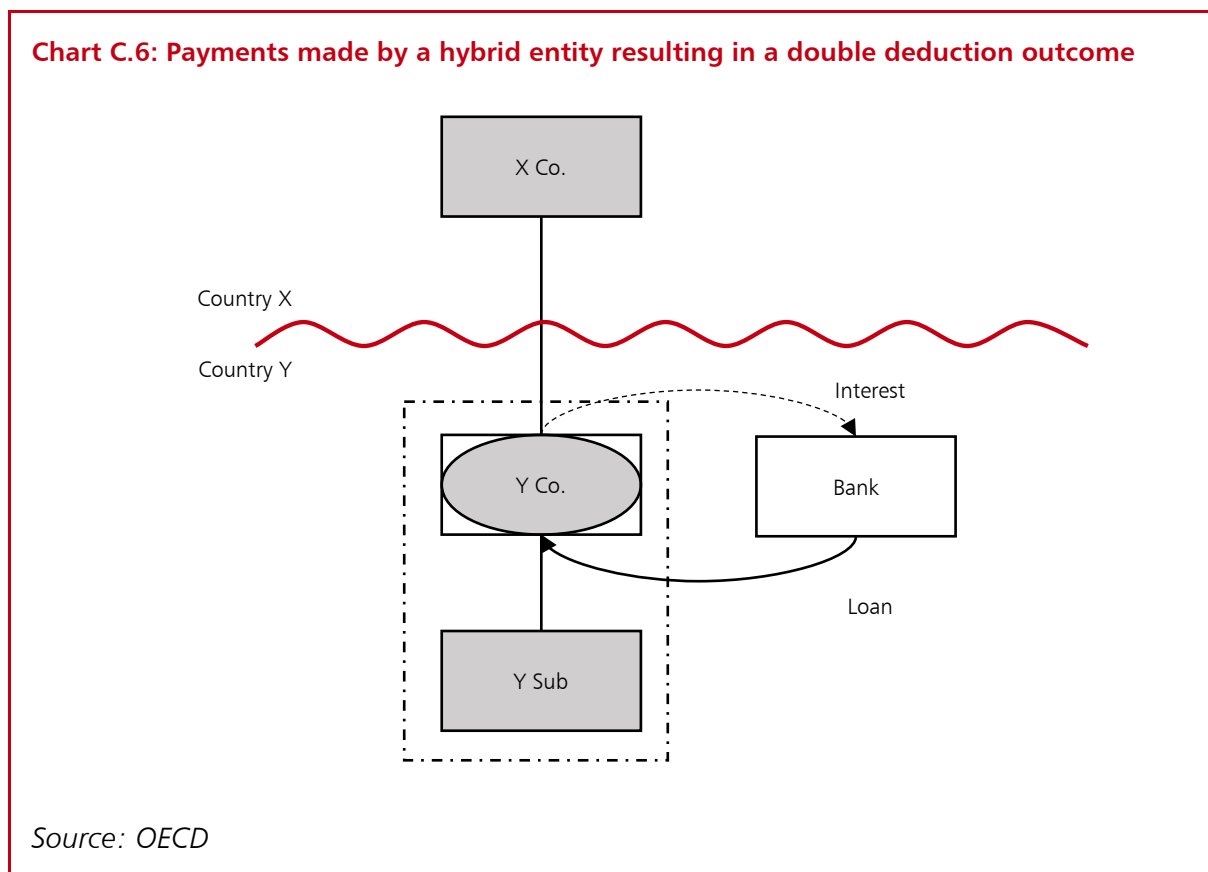 Chart C.6: Payments made by a hybrid entity resulting in a double deduction outcome
X Co.
Country X
Country Y
Interest
Y Co.
Bank
Loan
Y Sub
Source: OECD